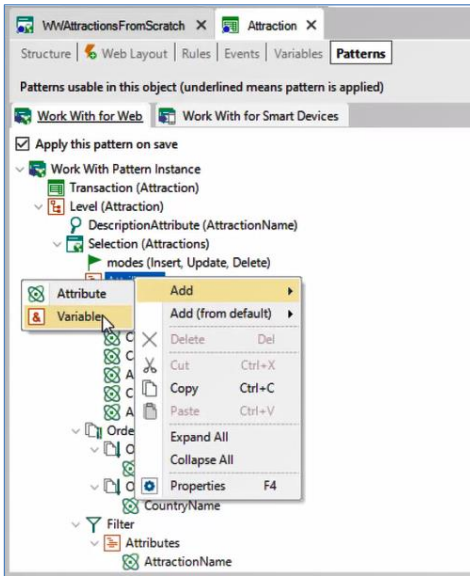 WWAttractionsFromScratch X Attraction X
Structure Web Layout Rules Events Variables Patterns
Patterns usable in this object (underlined means pattern is applied)
Work With for Web Work With for Smart Devices
Apply this pattern on save
Work With Pattern Instance
Transaction (Attraction)
Level (Attraction)
DescriptionAttribute (AttractionName)
Selection (Attractions)
modes (Insert, Update, Delete)
Attribute Add
Variable Add (from default)
C Delete Del
C Cut Ctrl+X
A
C Copy Ctrl+C
A Paste Ctrl+V
Orde
O Expand All
Collapse All
O Properties F4
CountryName
Filter
Attributes
AttractionName